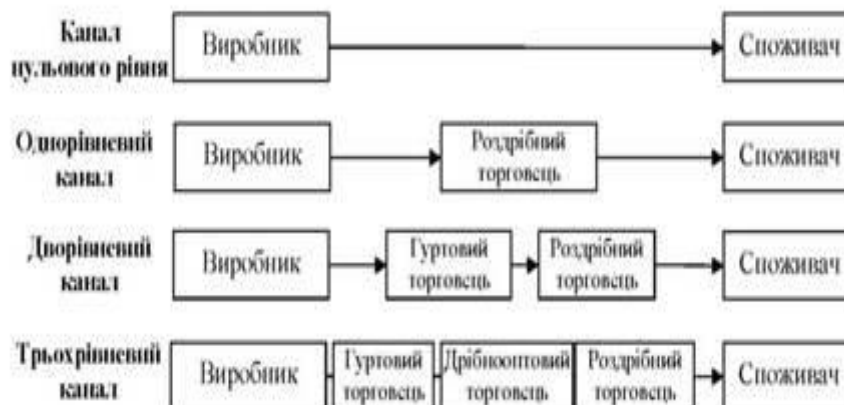 Канал
нульового рівня
Виробник
Споживач
Однорівневий
канал
Виробник
Роздрібний
торговець
Споживач
Дворівневий
канал
Виробник
Гуртовий
торговець
Роздрібний
торговець
Споживач
Трьохрівневий
канал
Виробник
Гуртовий
торговець
Дрібнооптовий
торговець
Роздрібний
торговець
Споживач